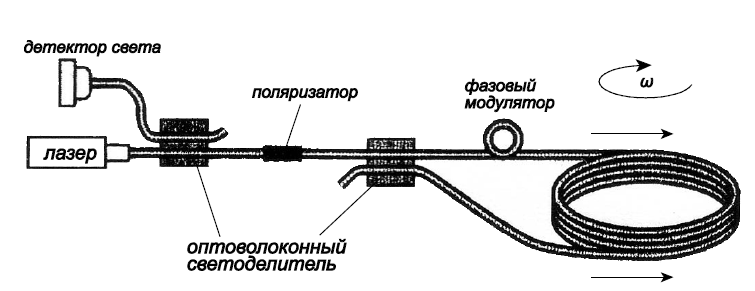 детектор света
лазер
поляризатор
фазовый
модулятор
ω
оптоволоконный
светоделитель